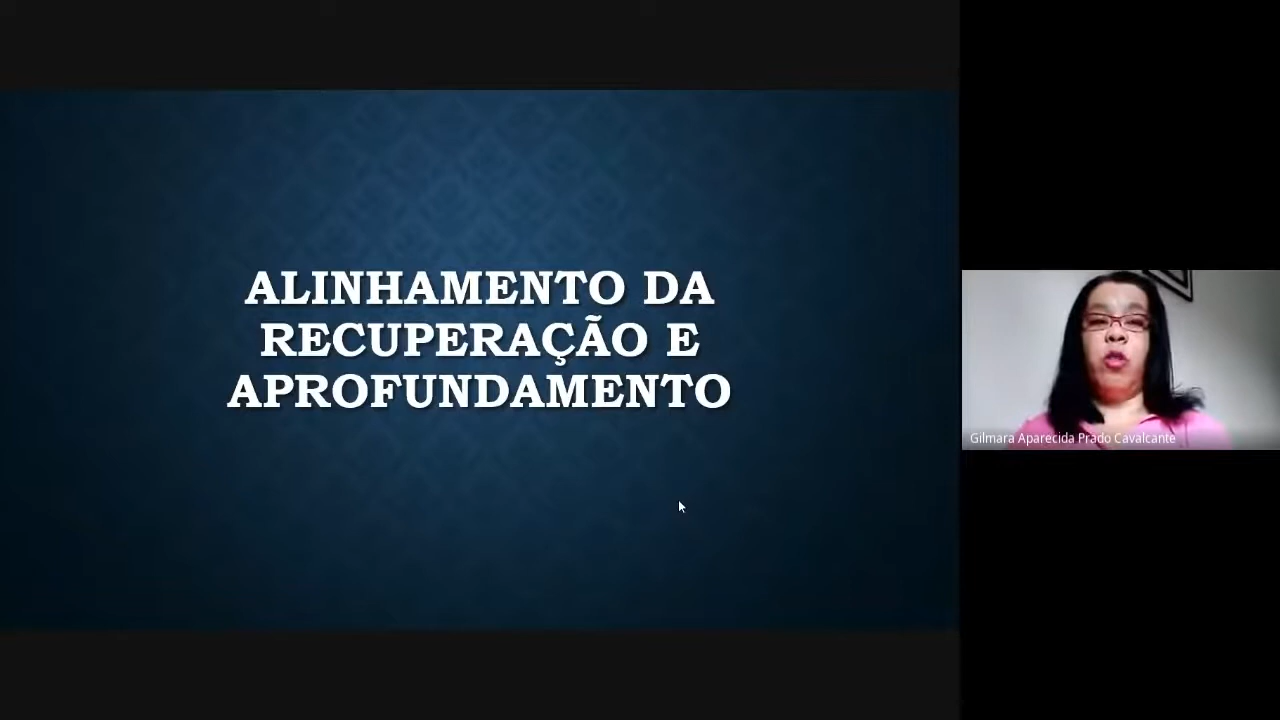 ALINHAMENTO DA
RECUPERAÇÃO E
APROFUNDAMENTO
Gilmara Aparecida Prado Cavalcante